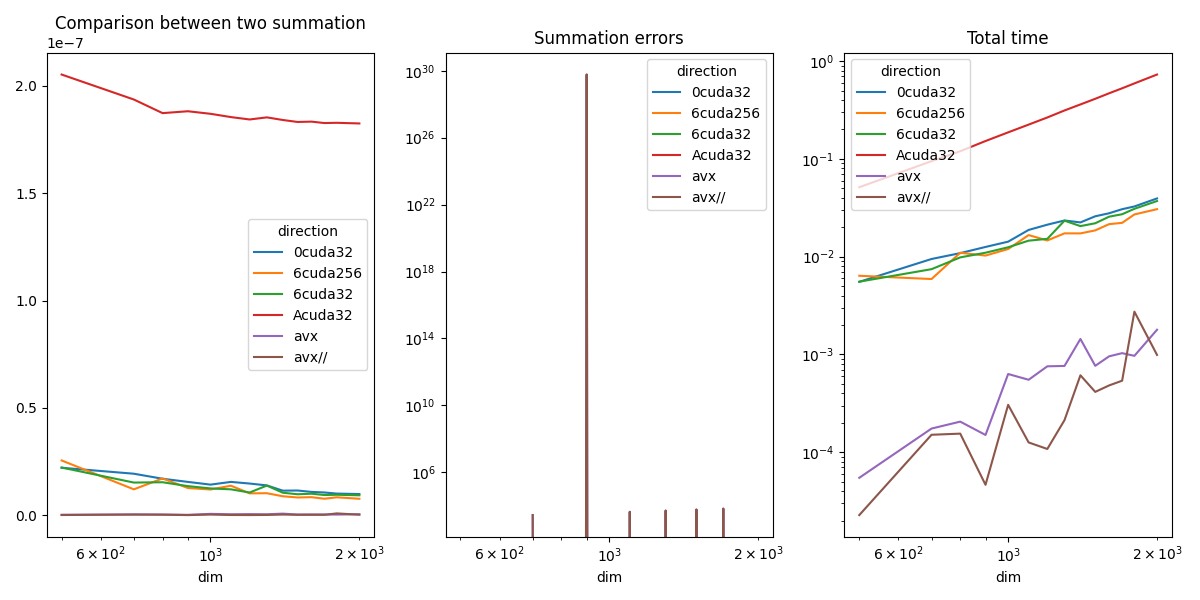 Comparison between two summation
1e−7
2.0
1.5
1.0
0.5
0.0
direction
0cuda32
6cuda256
6cuda32
Acuda32
avx
avx//
6 × 10²
10³
2 × 10³
dim
Summation errors
10³⁰
10²⁶
10²²
10¹⁸
10¹⁴
10¹⁰
10⁶
direction
0cuda32
6cuda256
6cuda32
Acuda32
avx
avx//
6 × 10²
10³
2 × 10³
dim
Total time
10⁰
10⁻¹
10⁻²
10⁻³
10⁻⁴
direction
0cuda32
6cuda256
6cuda32
Acuda32
avx
avx//
6 × 10²
10³
2 × 10³
dim